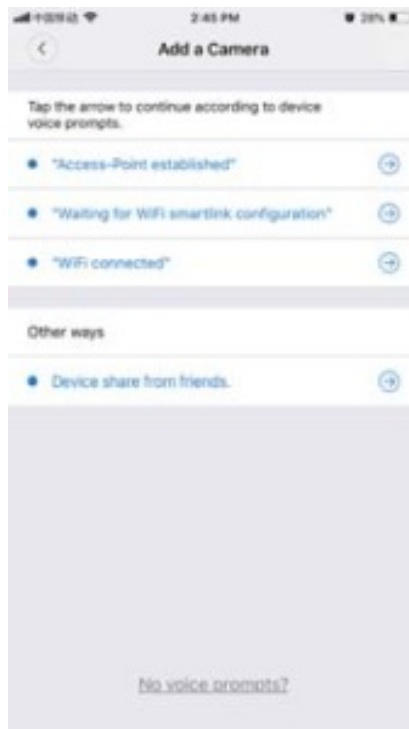 2:45 PM
28%
Add a Camera
Tap the arrow to continue according to device
voice prompts.
"Access-Point established"
"Waiting for WiFi smartlink configuration"
"WiFi connected"
Other ways
Device share from friends.
No voice prompts?